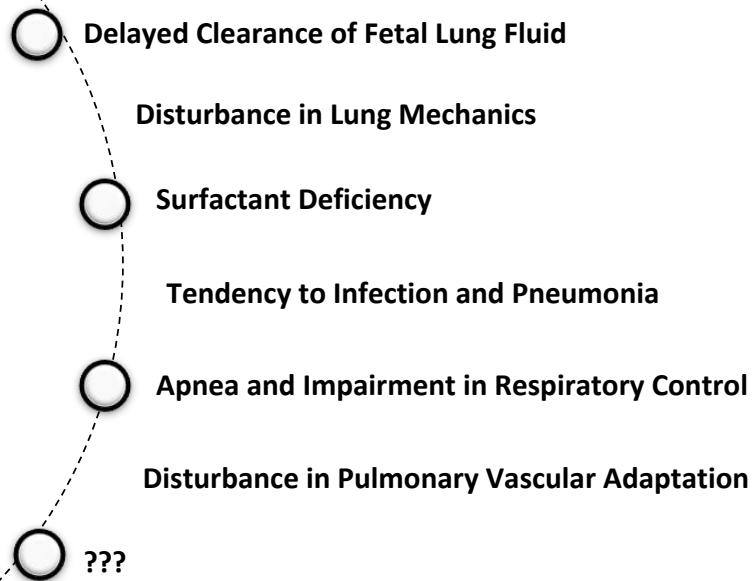 Delayed Clearance of Fetal Lung Fluid
Disturbance in Lung Mechanics
Surfactant Deficiency
Tendency to Infection and Pneumonia
Apnea and Impairment in Respiratory Control
Disturbance in Pulmonary Vascular Adaptation
???